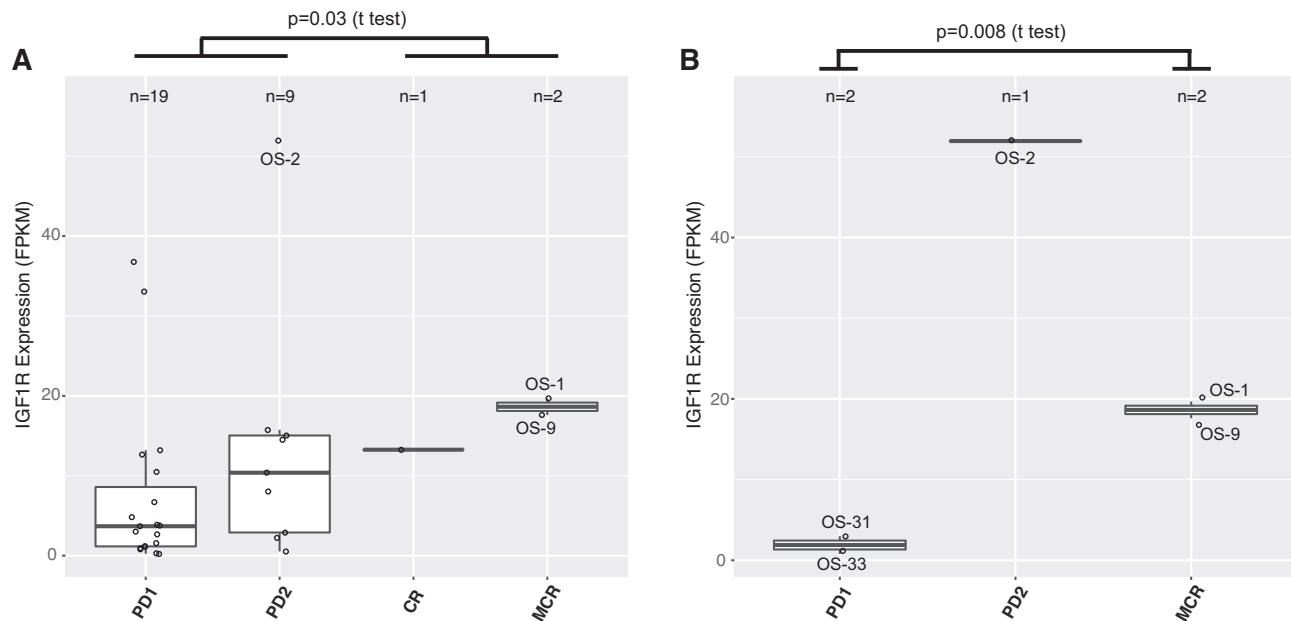 p=0.03 (t test)
A
n=19
n=9
n=1
n=2
OS-2
IGF1R Expression (FPKM)
40
20
0
OS-1
OS-9
PD1
PD2
CR
MCR
p=0.008 (t test)
B
n=2
n=1
n=2
OS-2
IGF1R Expression (FPKM)
40
20
0
OS-1
OS-9
OS-31
OS-33
PD1
PD2
MCR